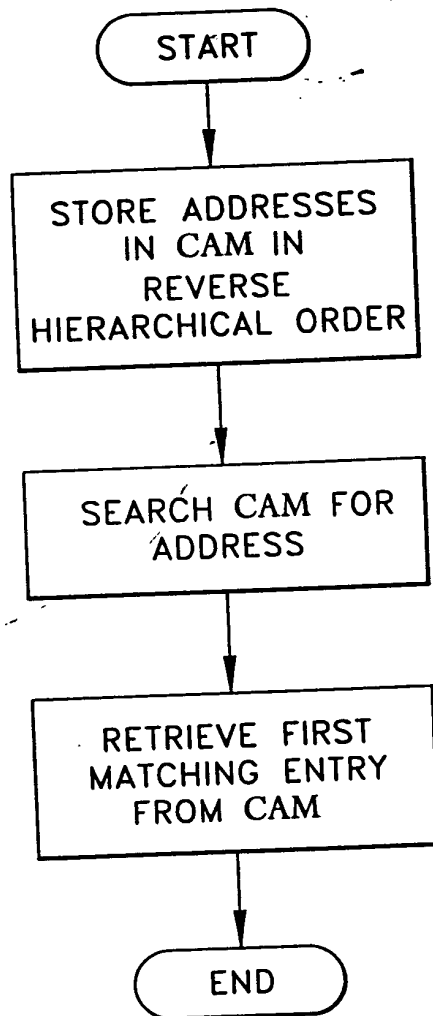 START
STORE ADDRESSES
IN CAM IN
REVERSE
HIERARCHICAL ORDER
SEARCH CAM FOR
ADDRESS
RETRIEVE FIRST
MATCHING ENTRY
FROM CAM
END